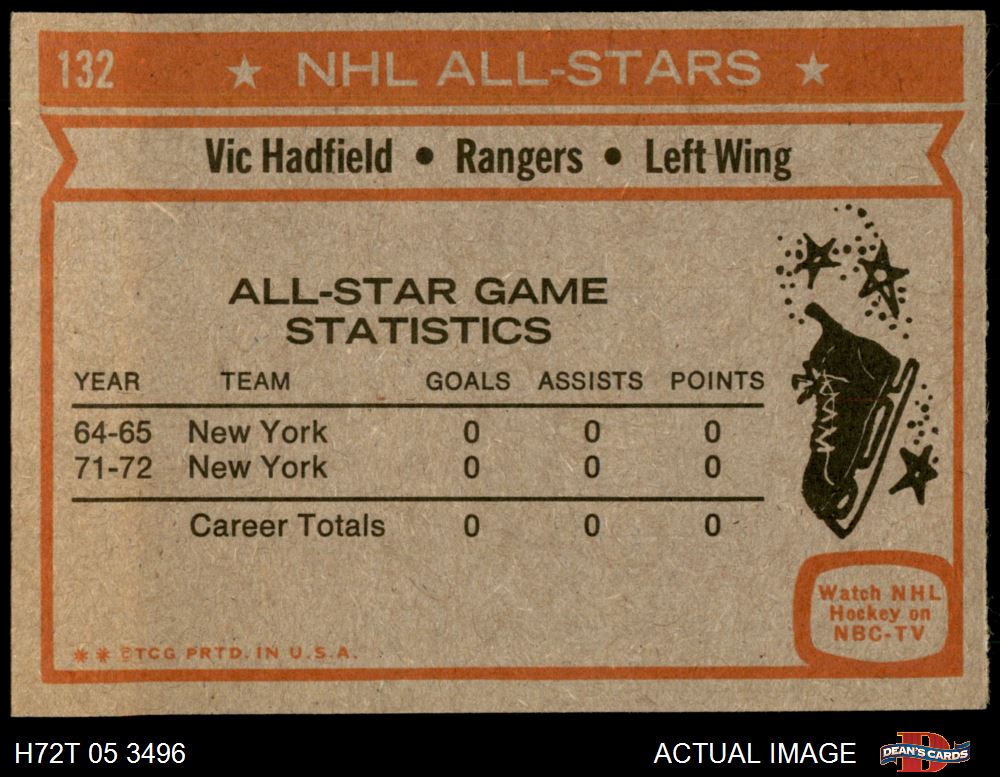 132 ★ NHL ALL-STARS ★
Vic Hadfield • Rangers • Left Wing
ALL-STAR GAME
STATISTICS
YEAR TEAM GOALS ASSISTS POINTS
64-65 New York 0 0 0
71-72 New York 0 0 0
Career Totals 0 0 0
Watch NHL
Hockey on
NBC-TV
* * ©TCG PRTD. IN U.S.A.
H72T 05 3496 ACTUAL IMAGE DEAN'S CARDS